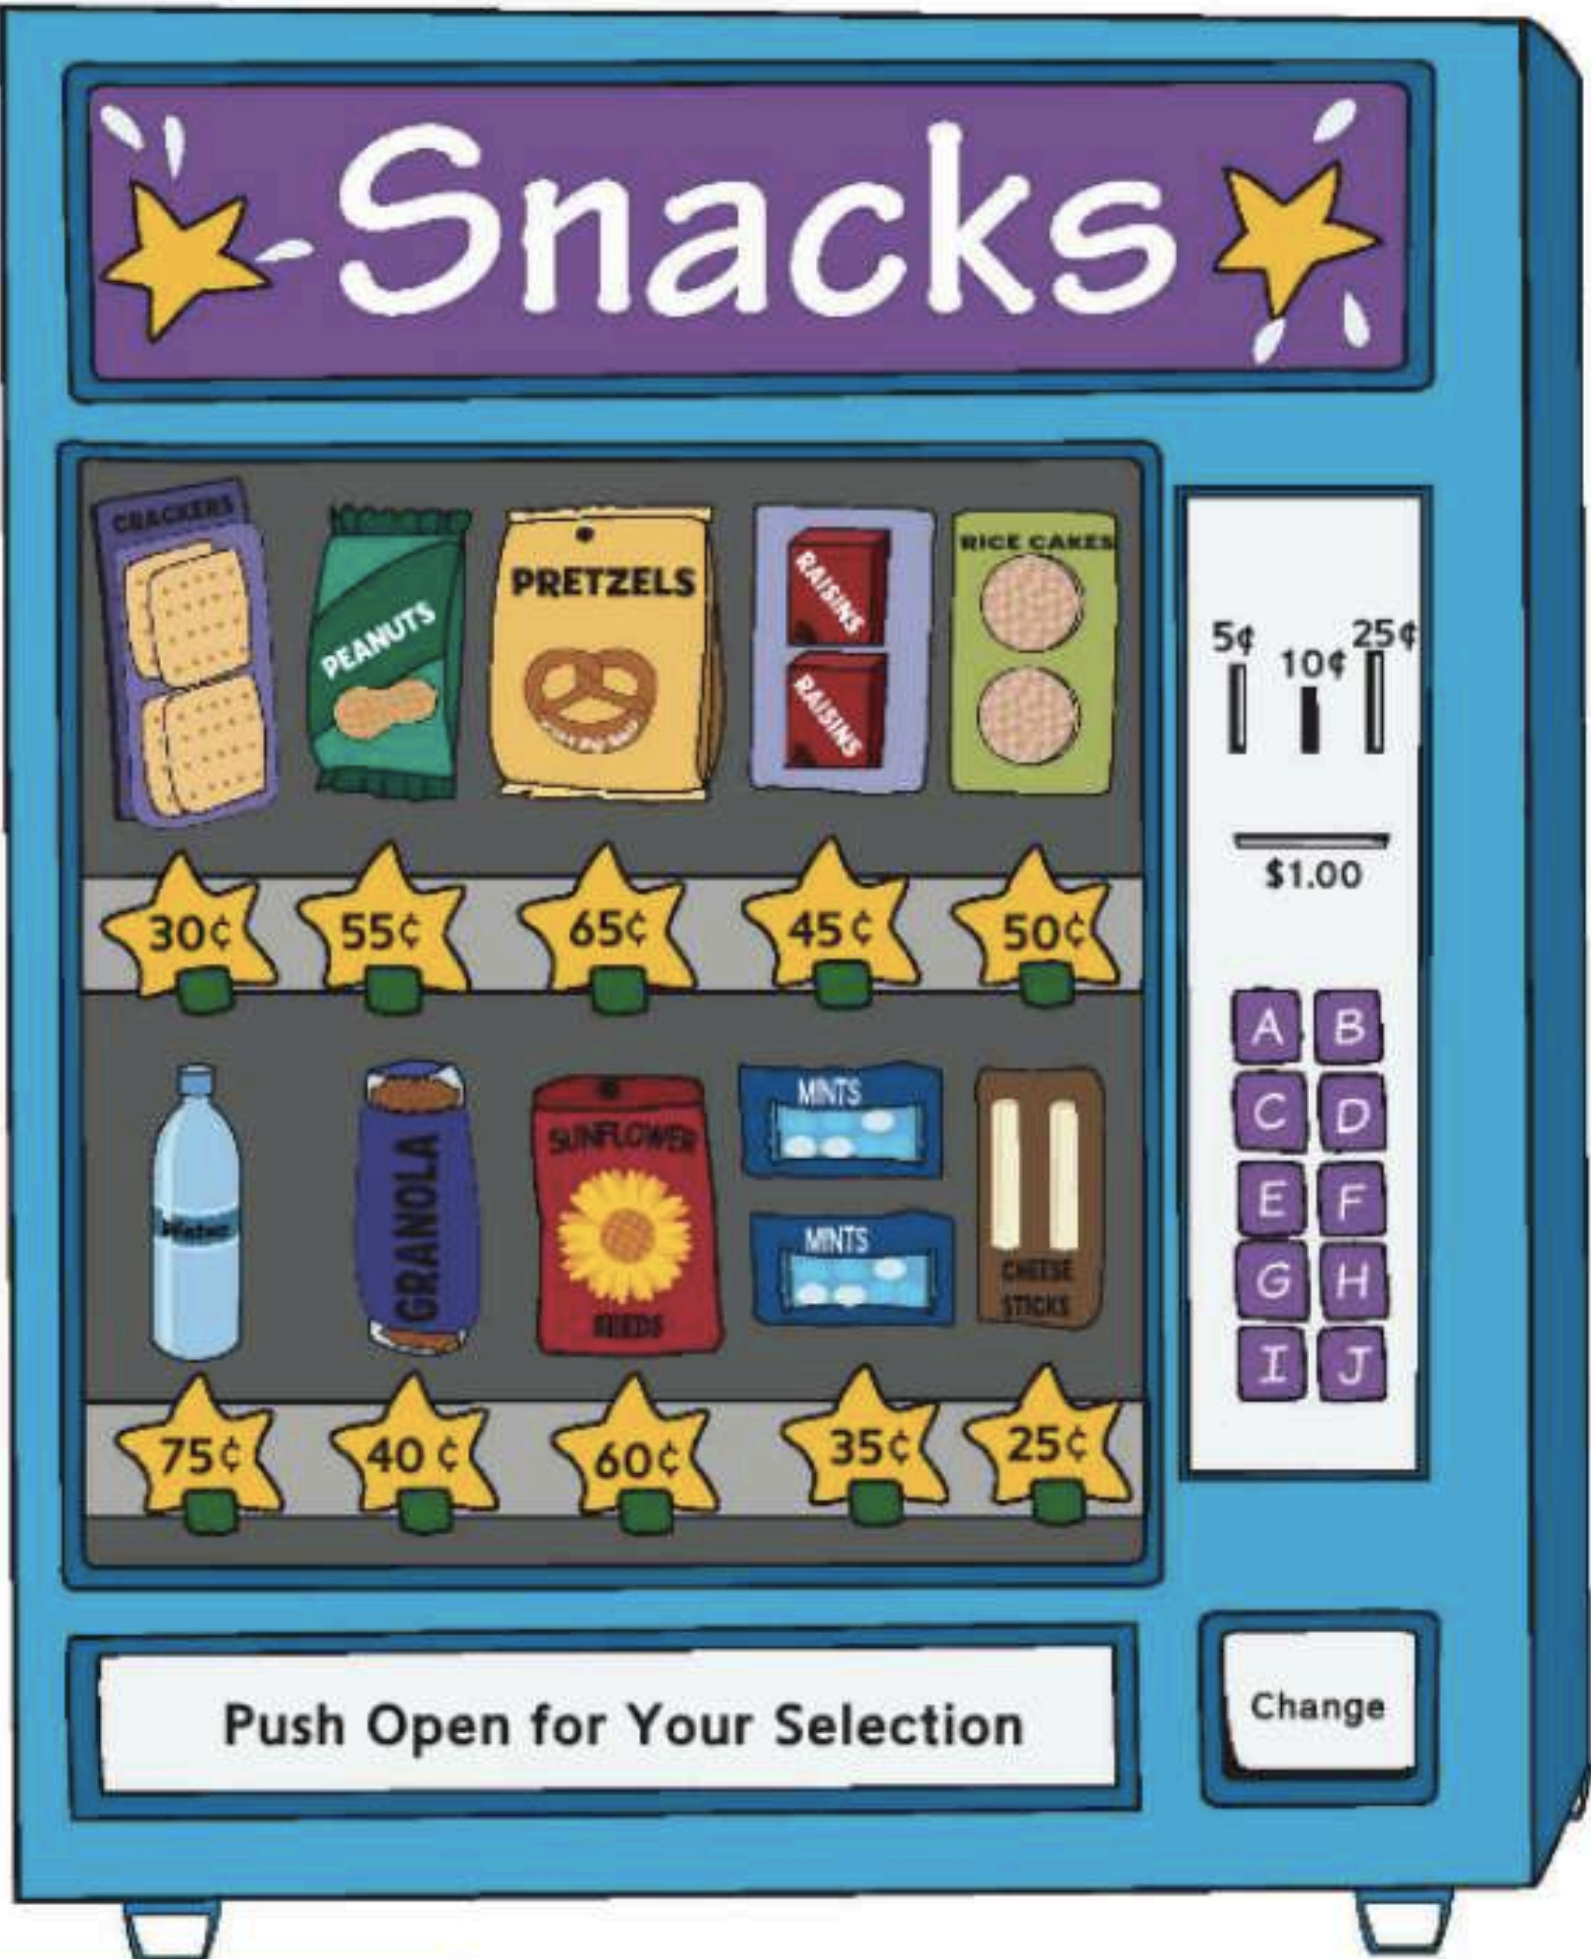 Snacks
CRACKERS
PEANUTS
PRETZELS
RAISINS
RAISINS
RICE CAKES
30¢ 55¢ 65¢ 45¢ 50¢
5¢ 10¢ 25¢
$1.00
A B
C D
E F
G H
I J
Water
GRANOLA
SUNFLOWER
SEEDS
MINTS
MINTS
CHEESE
STICKS
75¢ 40¢ 60¢ 35¢ 25¢
Push Open for Your Selection
Change